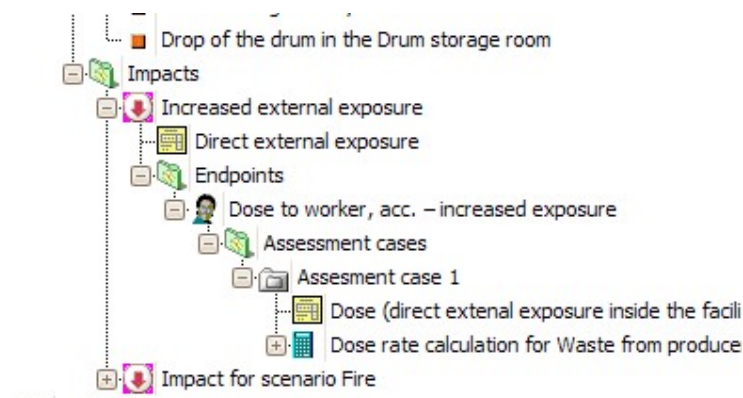 Drop of the drum in the Drum storage room
Impacts
Increased external exposure
Direct external exposure
Endpoints
Dose to worker, acc. – increased exposure
Assessment cases
Assesment case 1
Dose (direct extenal exposure inside the facili
Dose rate calculation for Waste from produce
Impact for scenario Fire